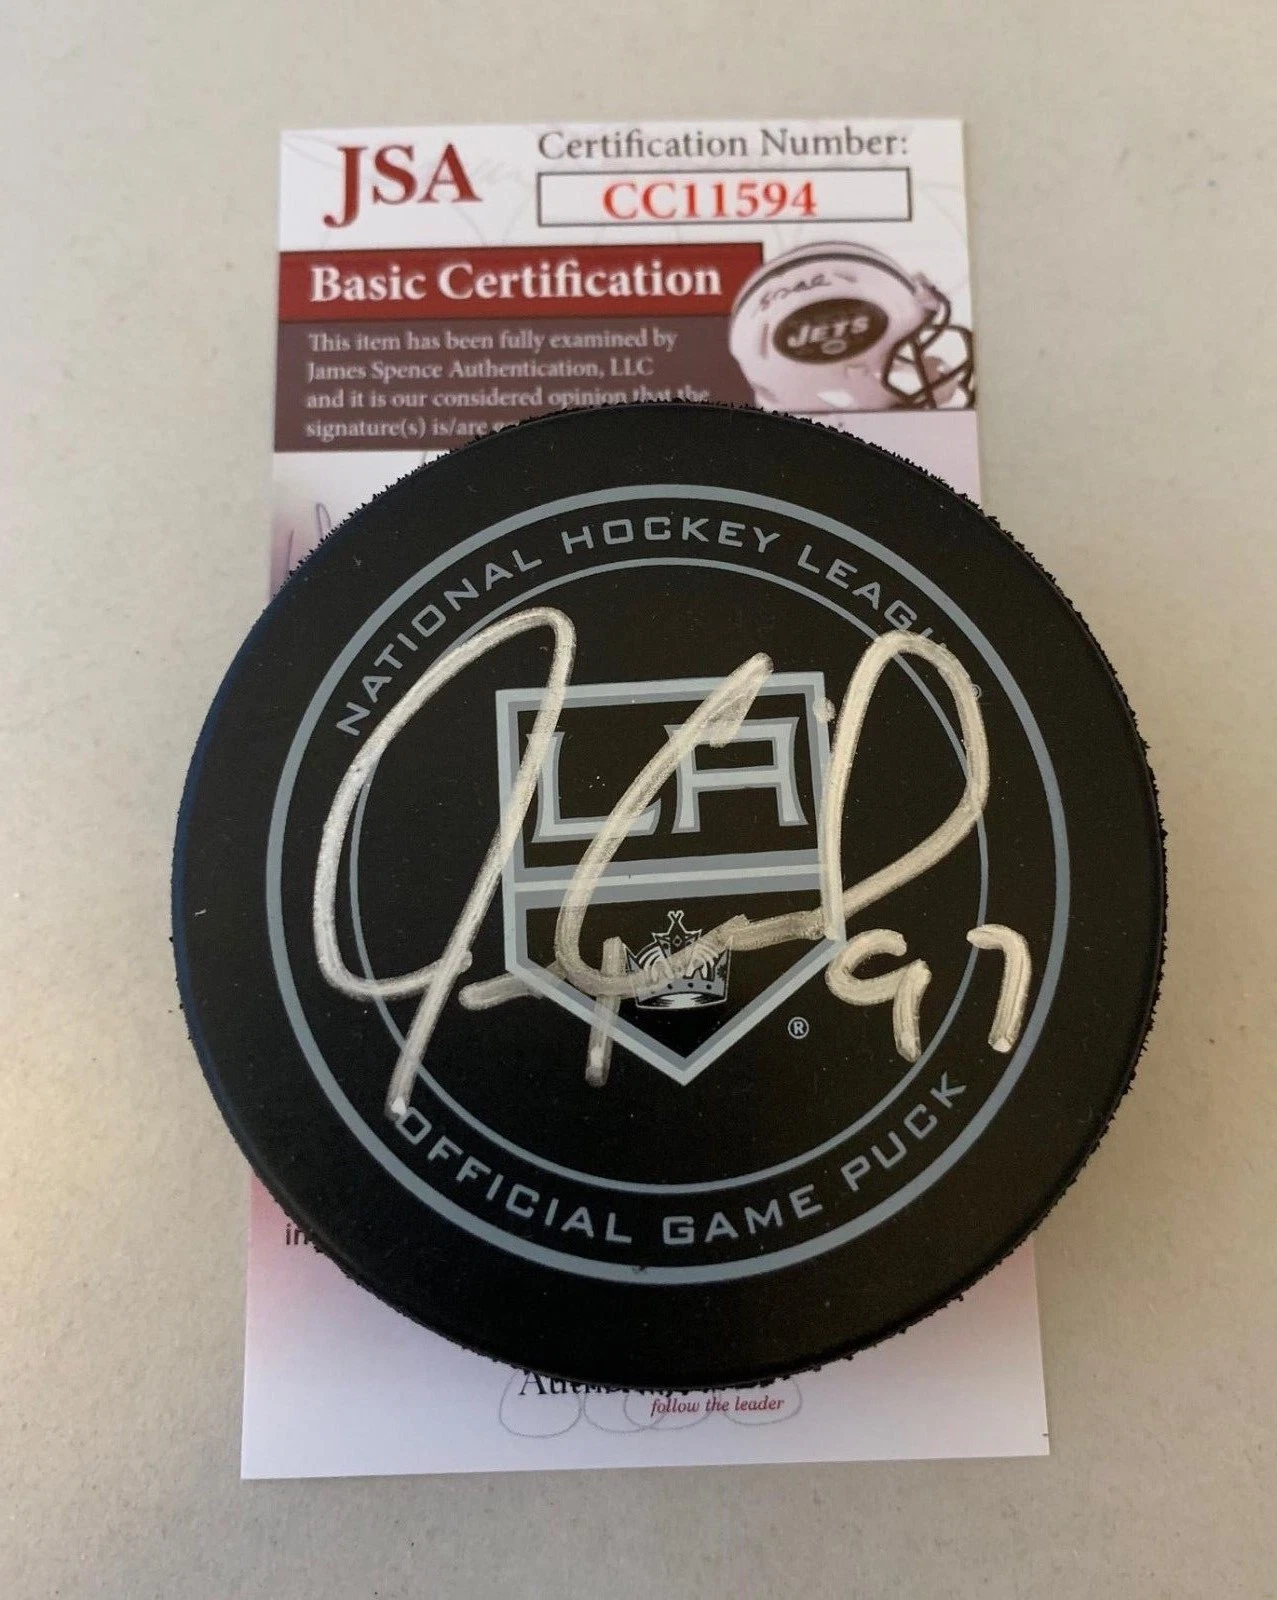 JSA
Certification Number:
CC11594
Basic Certification
This item has been fully examined by
James Spence Authentication, LLC
and it is our considered opinion that the
signature(s) is/are
JETS
NATIONAL HOCKEY LEAGUE
LA
97
®
OFFICIAL GAME PUCK
follow the leader